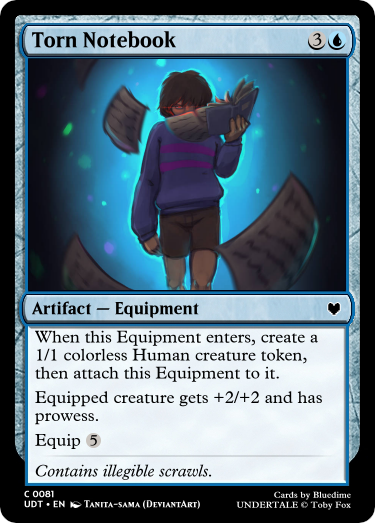 Torn Notebook 3
Artifact — Equipment
When this Equipment enters, create a
1/1 colorless Human creature token,
then attach this Equipment to it.
Equipped creature gets +2/+2 and has
prowess.
Equip 5
Contains illegible scrawls.
C 0081
UDT • EN TANITA-SAMA (DEVIANTART)
Cards by Bluedime
UNDERTALE © Toby Fox